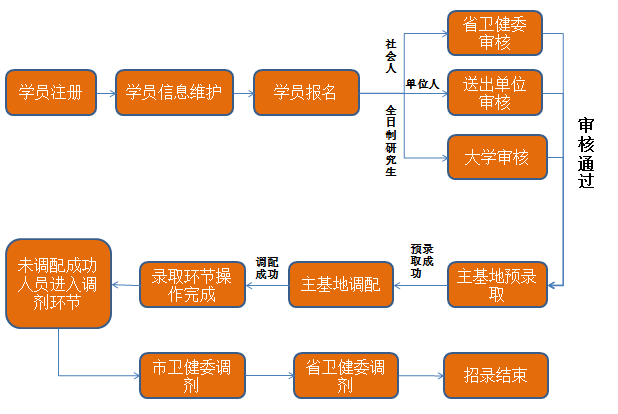 学员注册
学员信息维护
学员报名
社会人
单位人
全日制研究生
省卫健委
审核
送出单位
审核
大学审核
审核通过
主基地预录
取
预录
取成
功
主基地调配
调配
成功
录取环节操
作完成
未调配成功
人员进入调
剂环节
市卫健委调
剂
省卫健委调
剂
招录结束